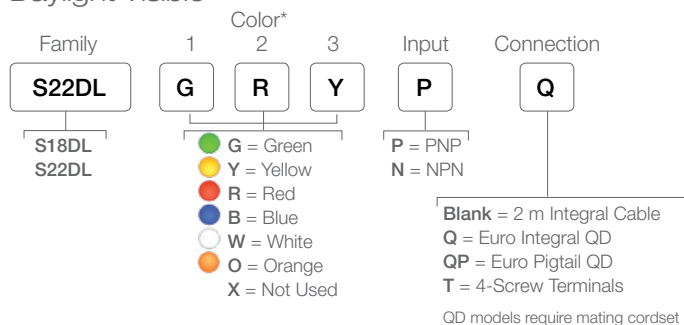 Daylight Visible
Color*
Family 1 2 3 Input Connection
S22DL G R Y P Q
S18DL
S22DL
G = Green
Y = Yellow
R = Red
B = Blue
W = White
O = Orange
X = Not Used
P = PNP
N = NPN
Blank = 2 m Integral Cable
Q = Euro Integral QD
QP = Euro Pigtail QD
T = 4-Screw Terminals
QD models require mating cordset